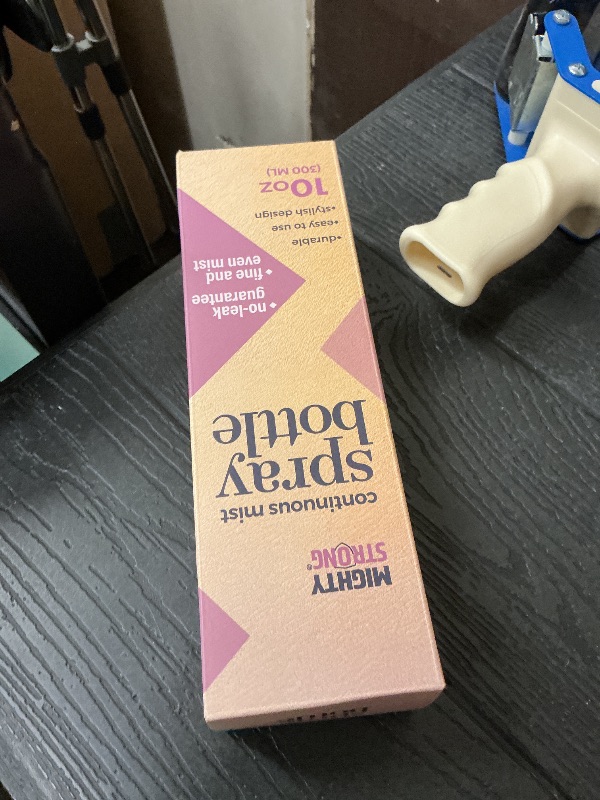 MIGHTY
STRONG®
continuous mist
spray
bottle
• no-leak
guarantee
• fine and
even mist
•durable
•easy to use
•stylish design
10oz
(300 ML)